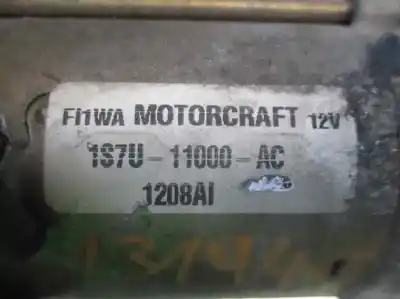 FI1WA MOTORCRAFT 12V
1S7U-11000-AC
1208AI